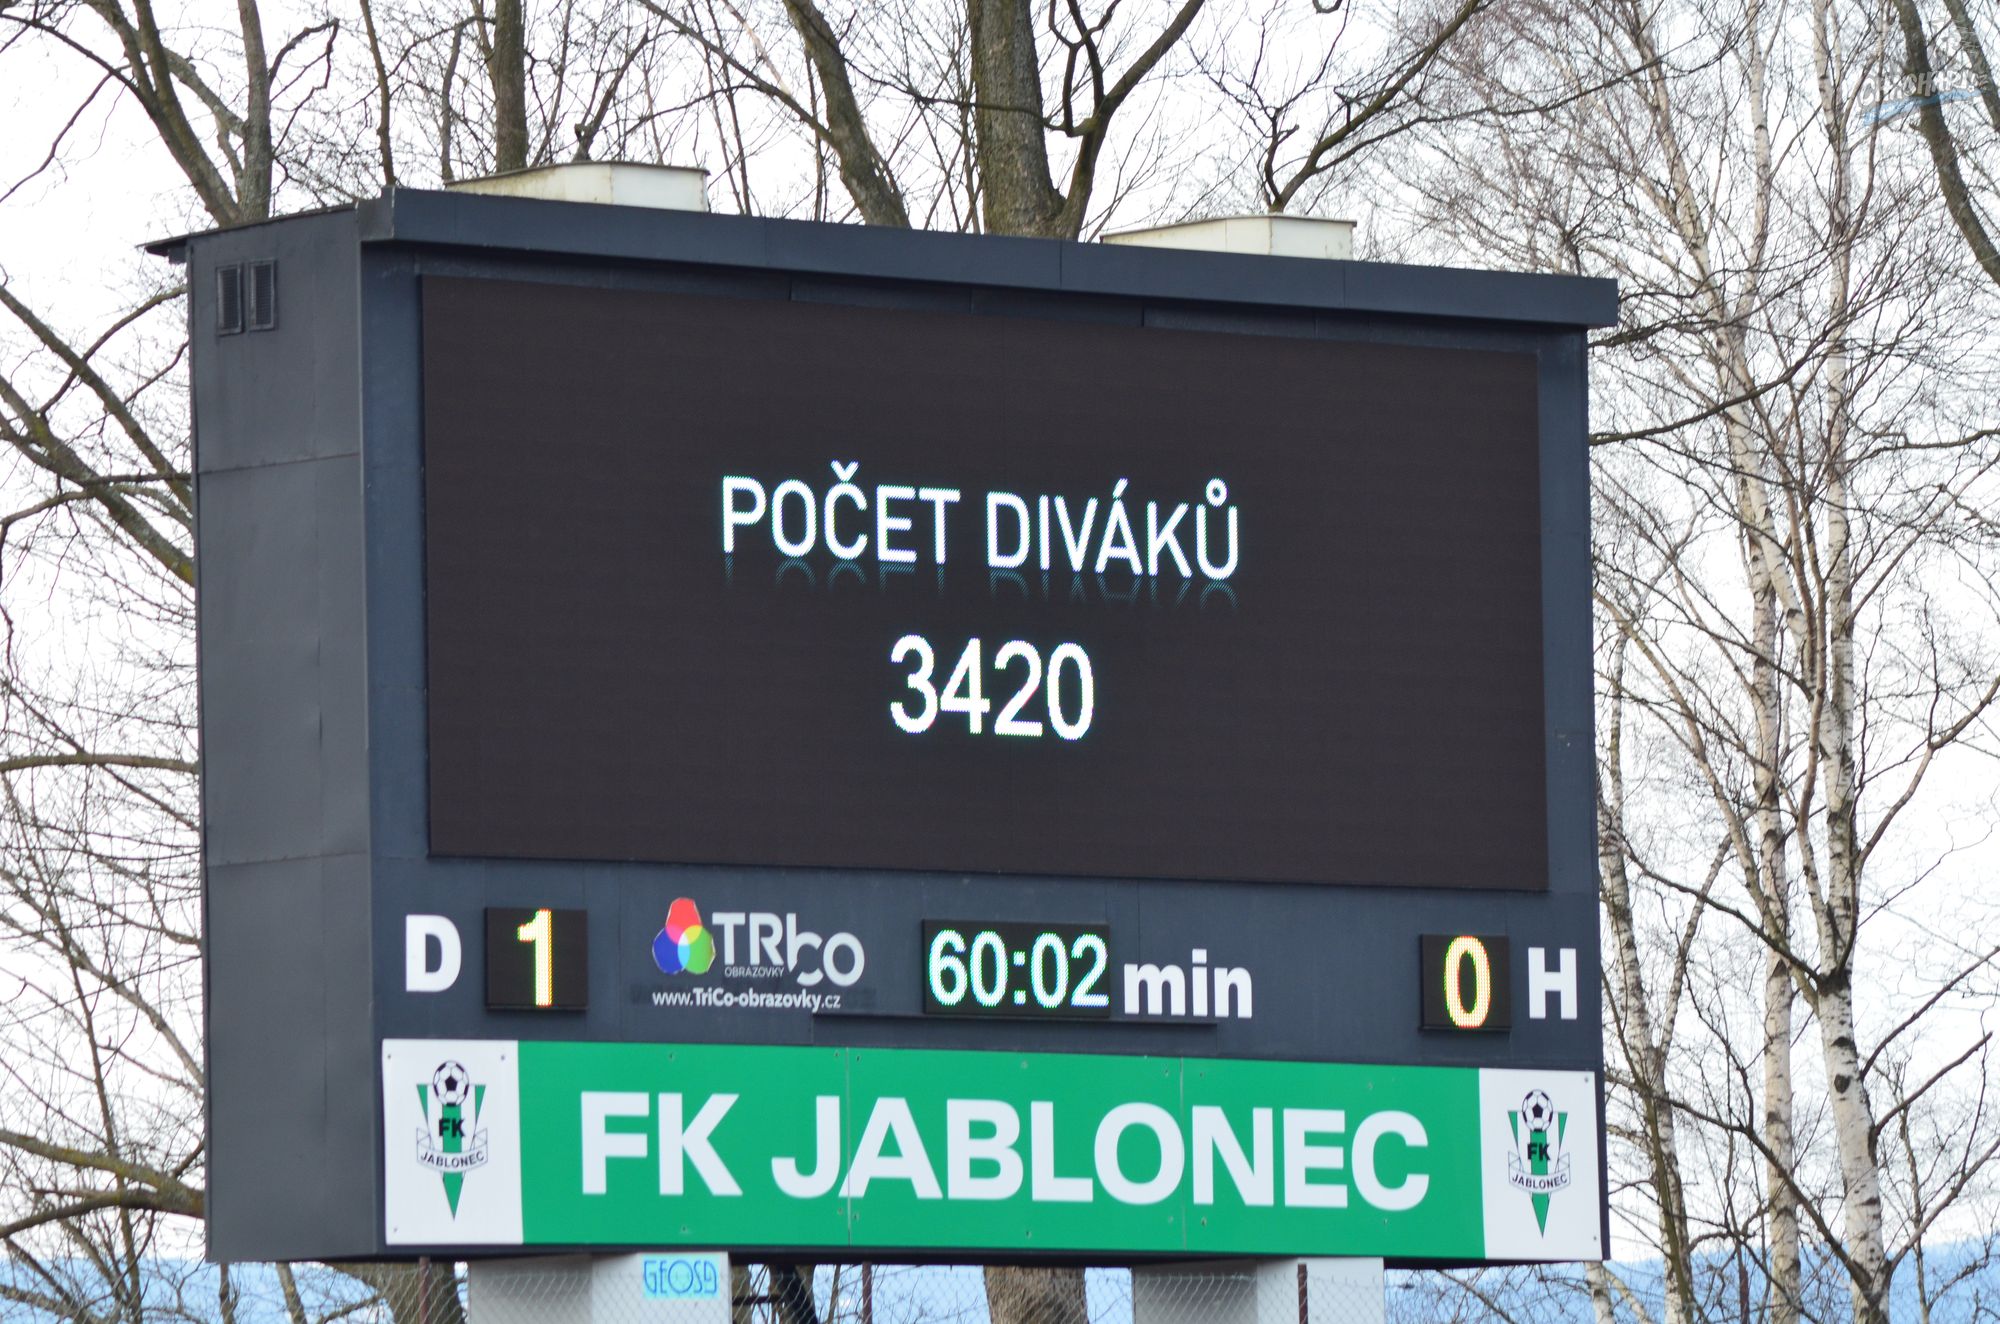 POČET DIVÁKŮ
3420
D 1 TRICO 60:02 min 0 H
OBRAZOVKY
www.TriCo-obrazovky.cz
FK JABLONEC FK JABLONEC FK JABLONEC
GEOSD